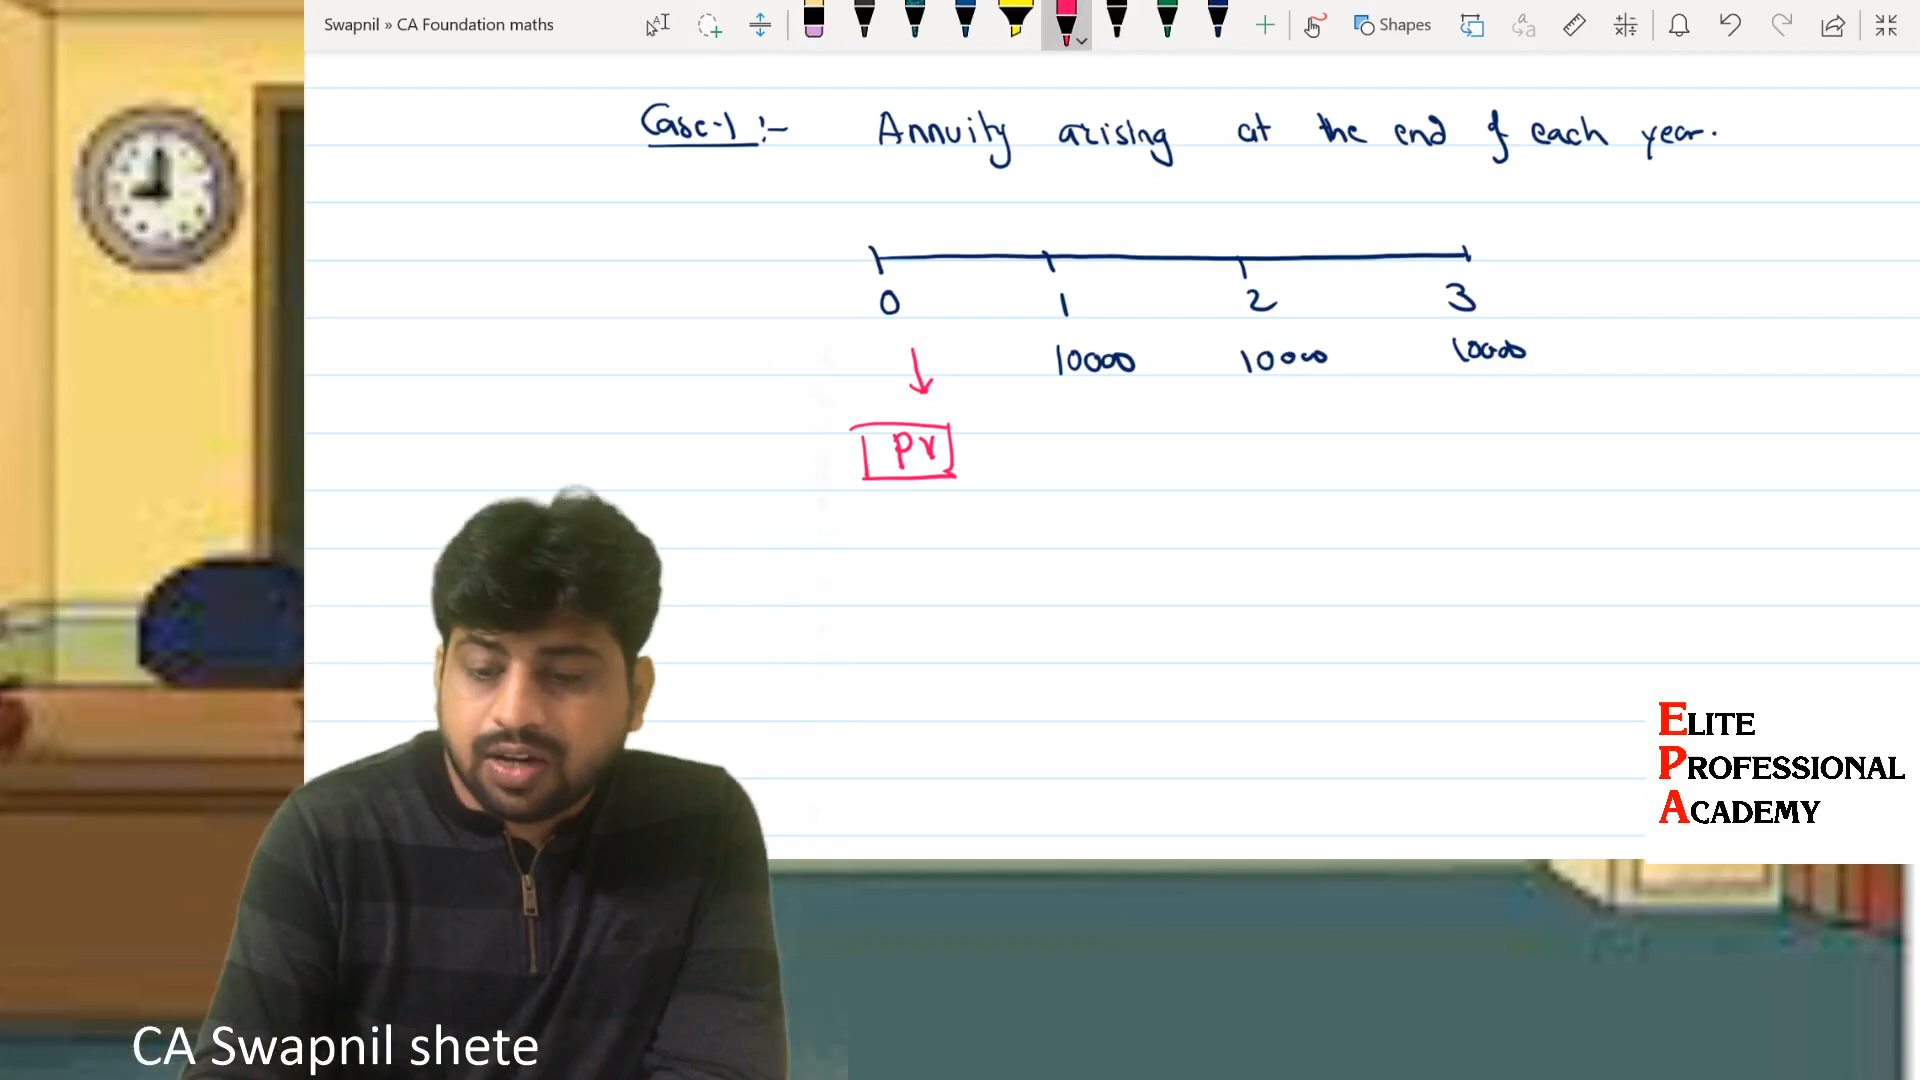 Swapnil » CA Foundation maths
Shapes
Case-1 :- Annuity arising at the end of each year.
0 1 2 3
10000 10000 10000
PV
ELITE
PROFESSIONAL
ACADEMY
CA Swapnil shete